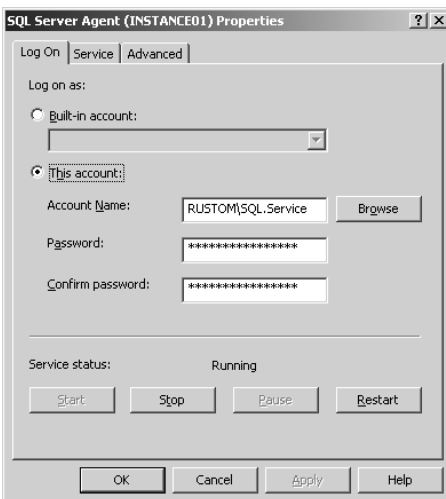 SQL Server Agent (INSTANCE01) Properties ? X
Log On Service Advanced
Log on as:
Built-in account:
This account:
Account Name: RUSTOM\SQL.Service Browse
Password: ****************
Confirm password: ****************
Service status: Running
Start Stop Pause Restart
OK Cancel Apply Help